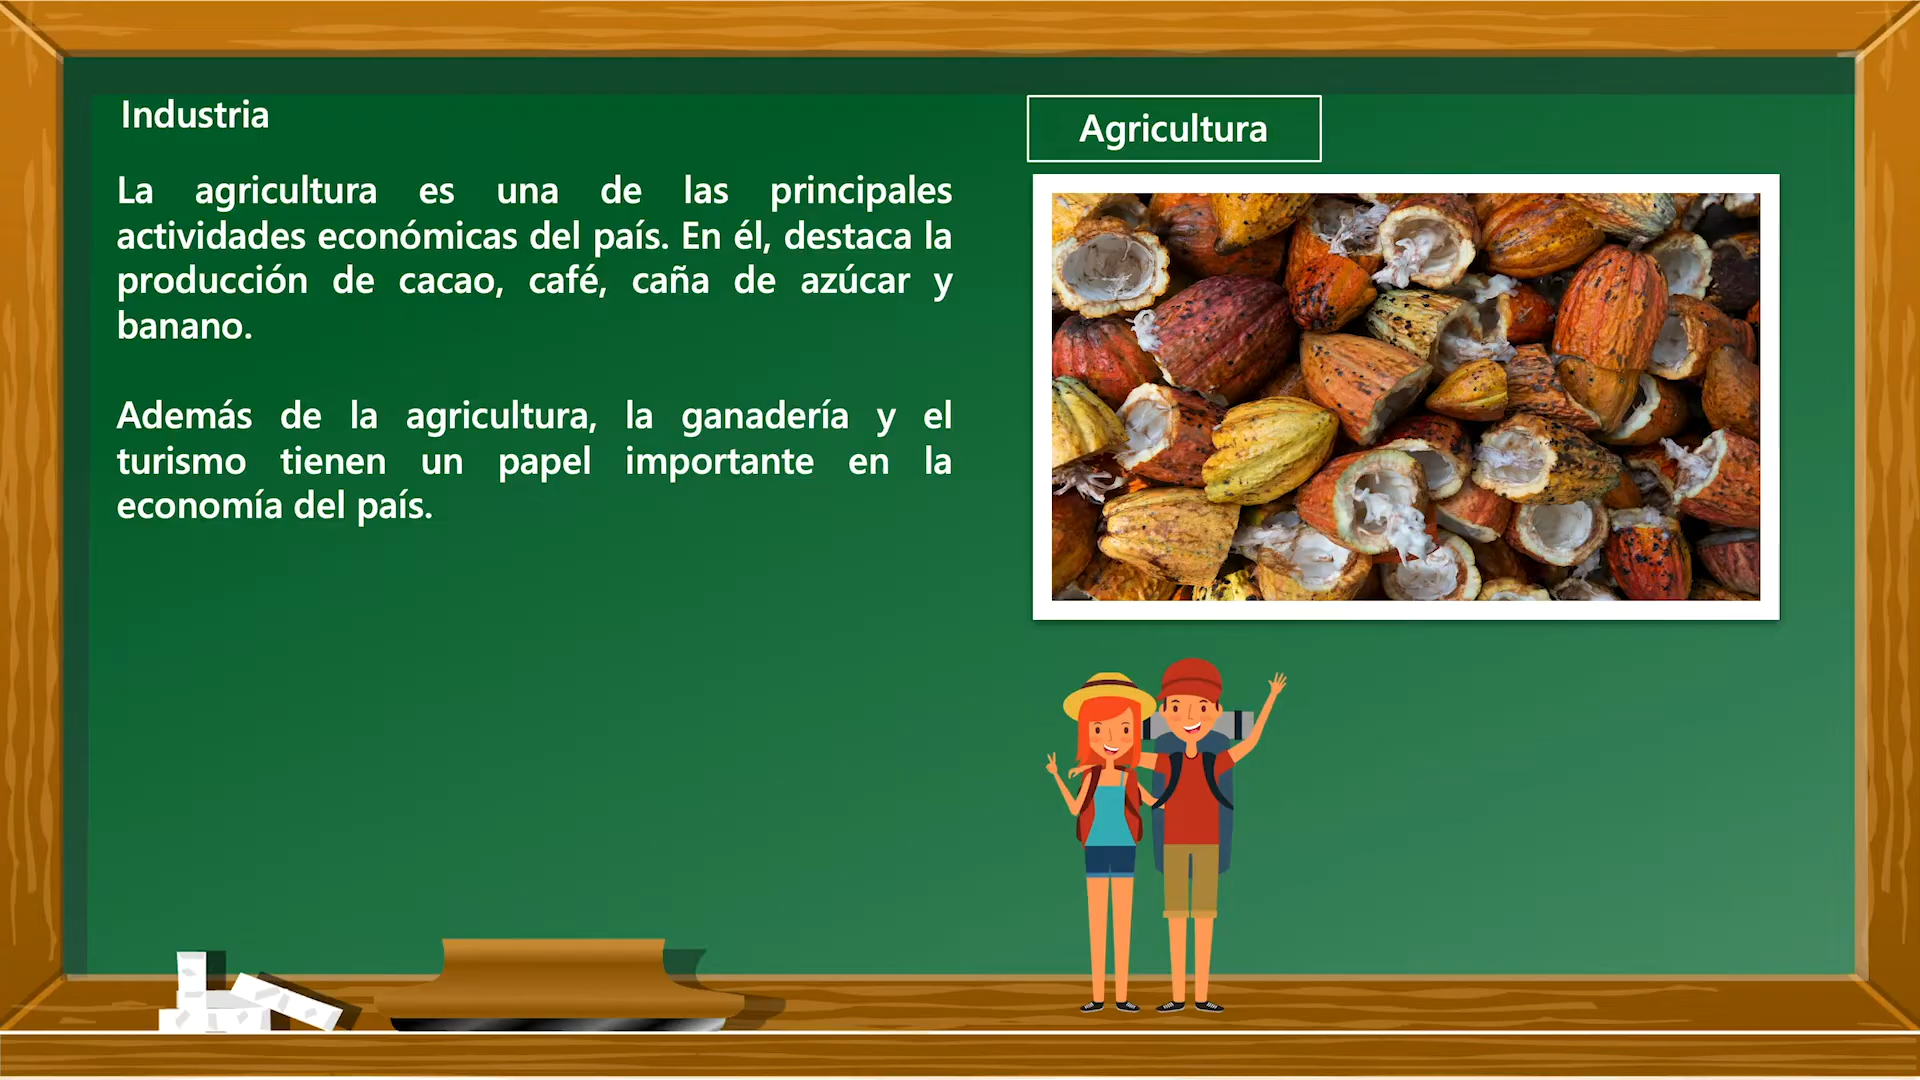 Industria
La agricultura es una de las principales
actividades económicas del país. En él, destaca la
producción de cacao, café, caña de azúcar y
banano.
Además de la agricultura, la ganadería y el
turismo tienen un papel importante en la
economía del país.
Agricultura